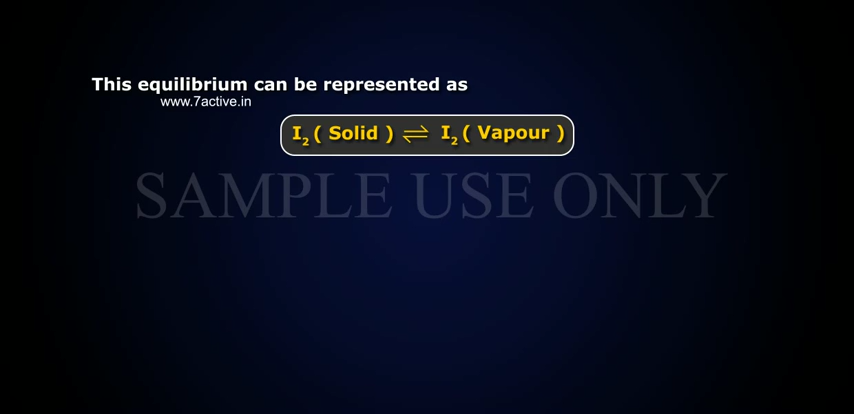 This equilibrium can be represented as
www.7active.in
I₂ ( Solid ) ⇌ I₂ ( Vapour )
SAMPLE USE ONLY